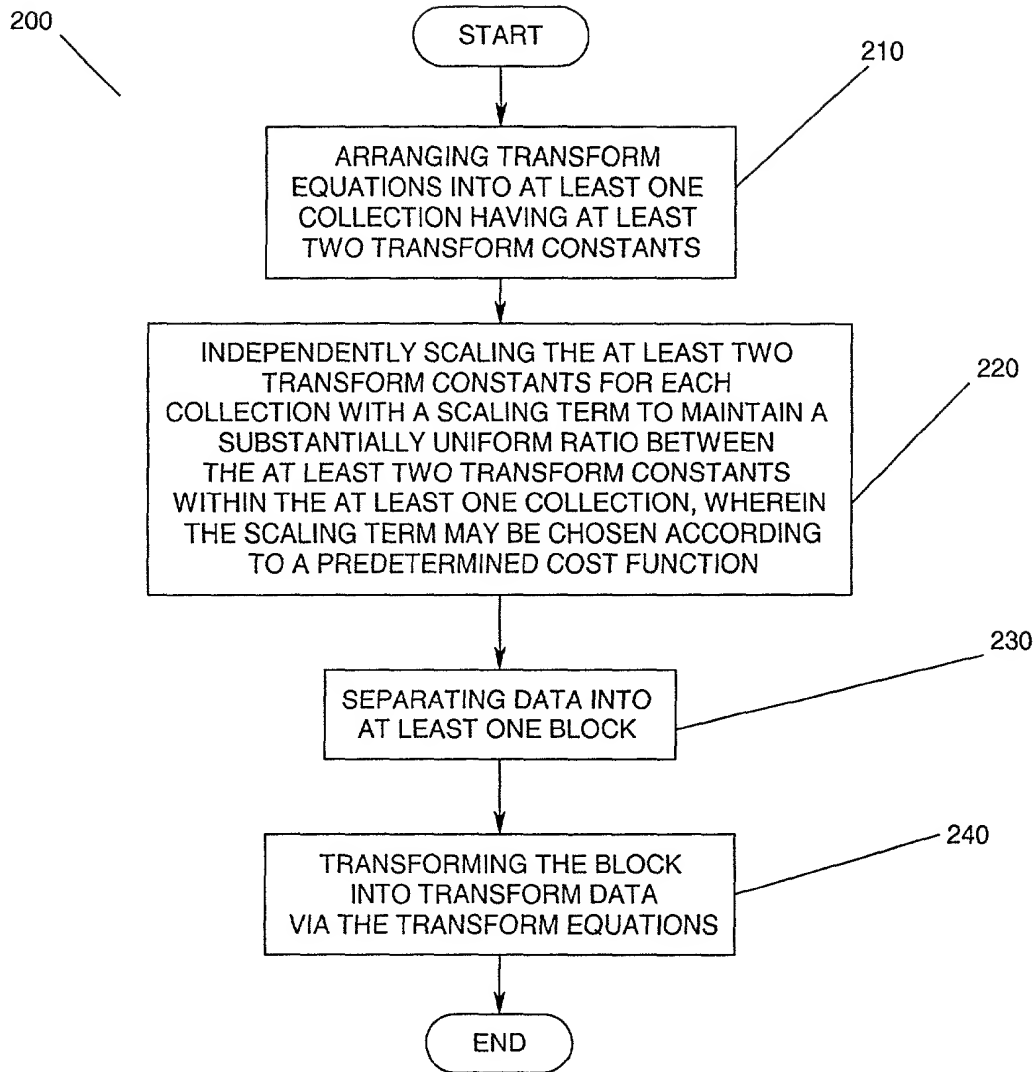 200
START
210
ARRANGING TRANSFORM
EQUATIONS INTO AT LEAST ONE
COLLECTION HAVING AT LEAST
TWO TRANSFORM CONSTANTS
INDEPENDENTLY SCALING THE AT LEAST TWO
TRANSFORM CONSTANTS FOR EACH
COLLECTION WITH A SCALING TERM TO MAINTAIN A
SUBSTANTIALLY UNIFORM RATIO BETWEEN
THE AT LEAST TWO TRANSFORM CONSTANTS
WITHIN THE AT LEAST ONE COLLECTION, WHEREIN
THE SCALING TERM MAY BE CHOSEN ACCORDING
TO A PREDETERMINED COST FUNCTION
220
230
SEPARATING DATA INTO
AT LEAST ONE BLOCK
240
TRANSFORMING THE BLOCK
INTO TRANSFORM DATA
VIA THE TRANSFORM EQUATIONS
END